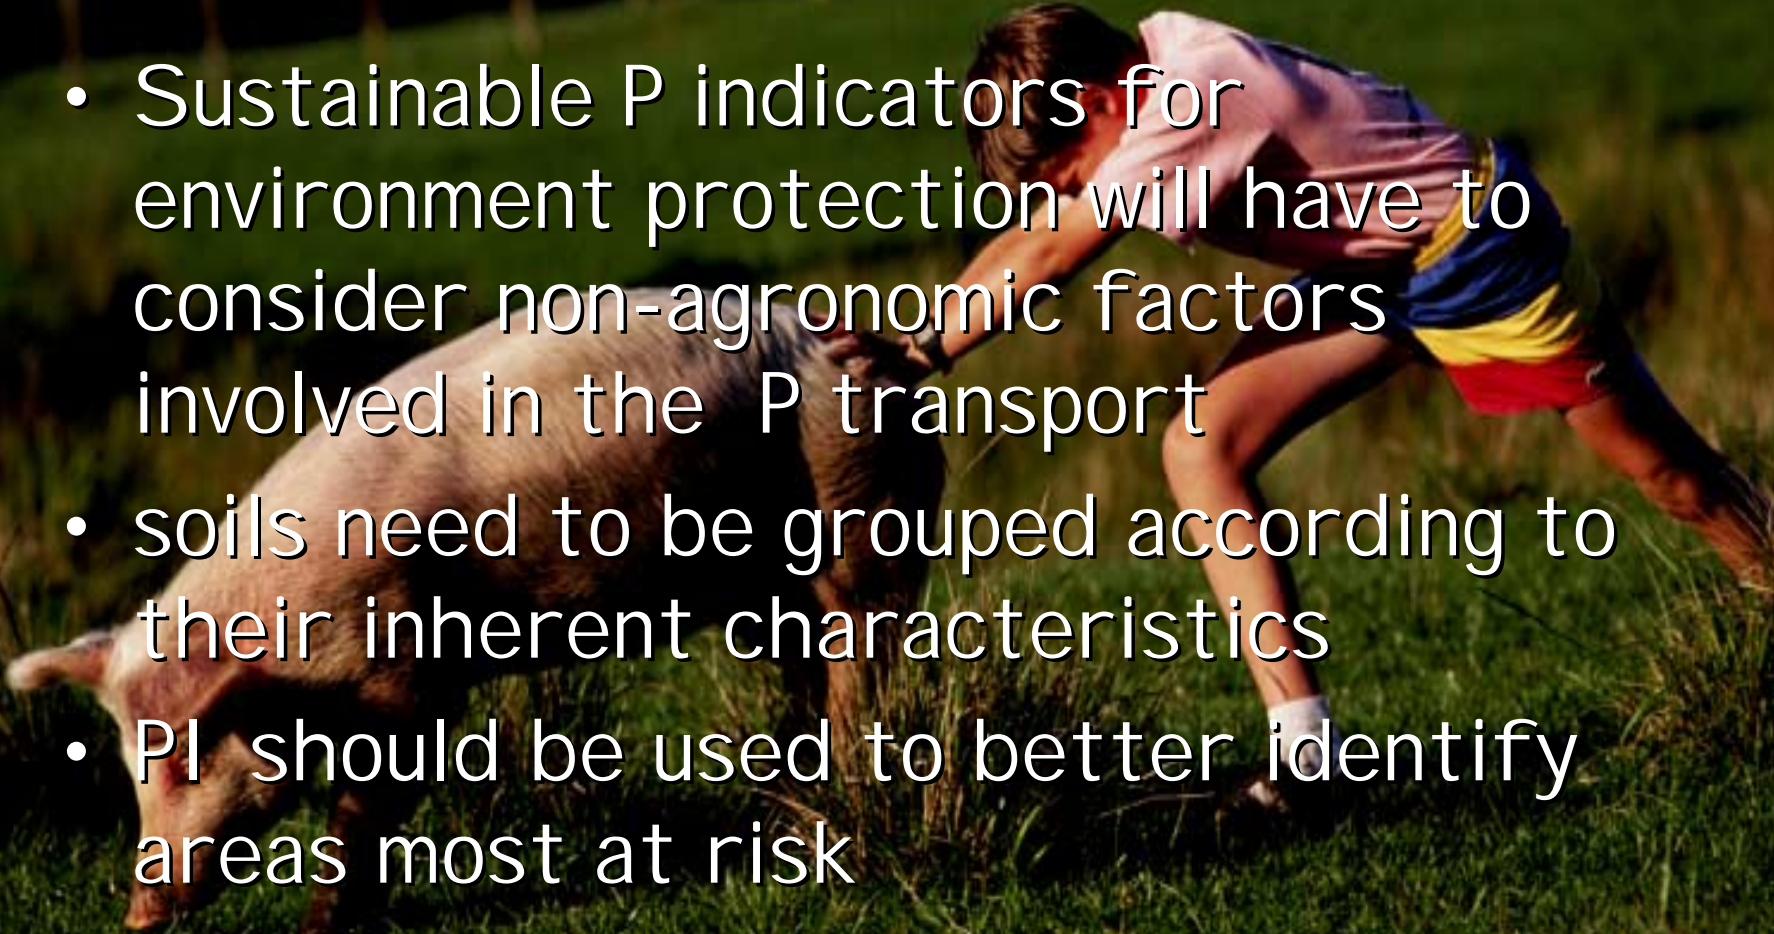 • Sustainable P indicators for
environment protection will have to
consider non-agronomic factors
involved in the  P transport
• soils need to be grouped according to
their inherent characteristics
• PI  should be used to better identify
areas most at risk